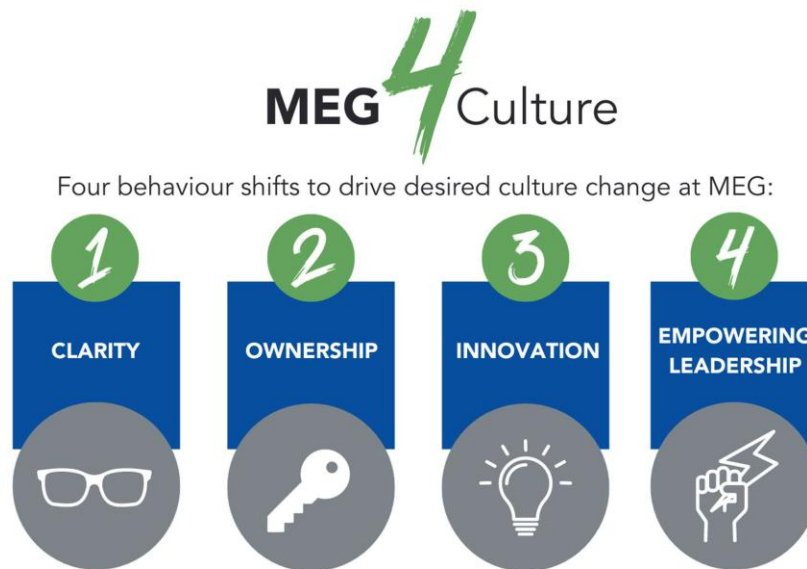 MEG 4 Culture
Four behaviour shifts to drive desired culture change at MEG:
1
2
3
4
CLARITY
OWNERSHIP
INNOVATION
EMPOWERING
LEADERSHIP